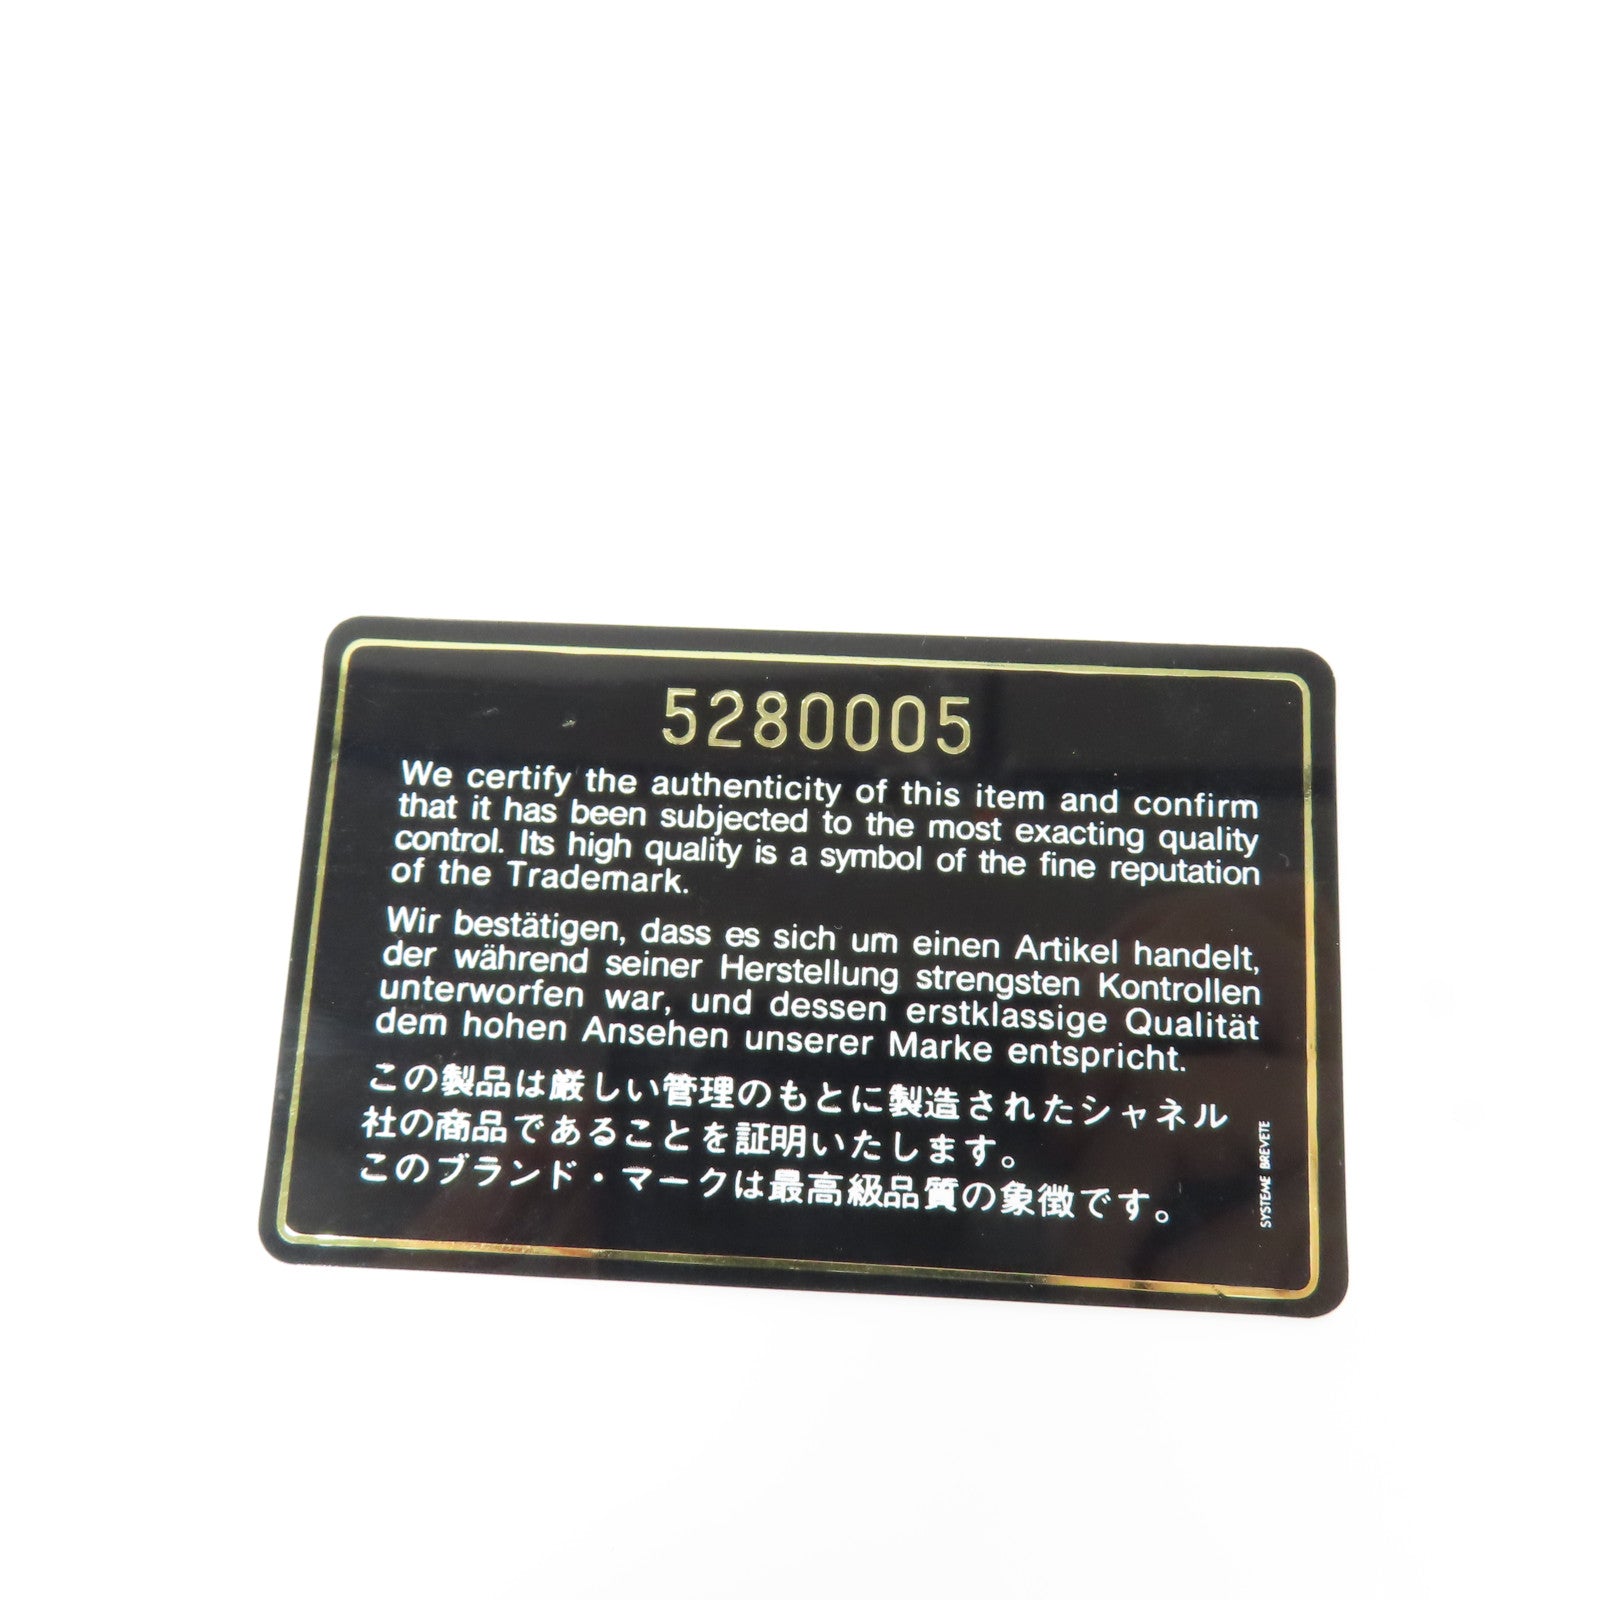 5280005
We certify the authenticity of this item and confirm
that it has been subjected to the most exacting quality
control. Its high quality is a symbol of the fine reputation
of the Trademark.
Wir bestätigen, dass es sich um einen Artikel handelt,
der während seiner Herstellung strengsten Kontrollen
unterworfen war, und dessen erstklassige Qualität
dem hohen Ansehen unserer Marke entspricht.
この製品は厳しい管理のもとに製造されたシャネル
社の商品であることを証明いたします。
このブランド・マークは最高級品質の象徴です。
SYSTEME BREVETE